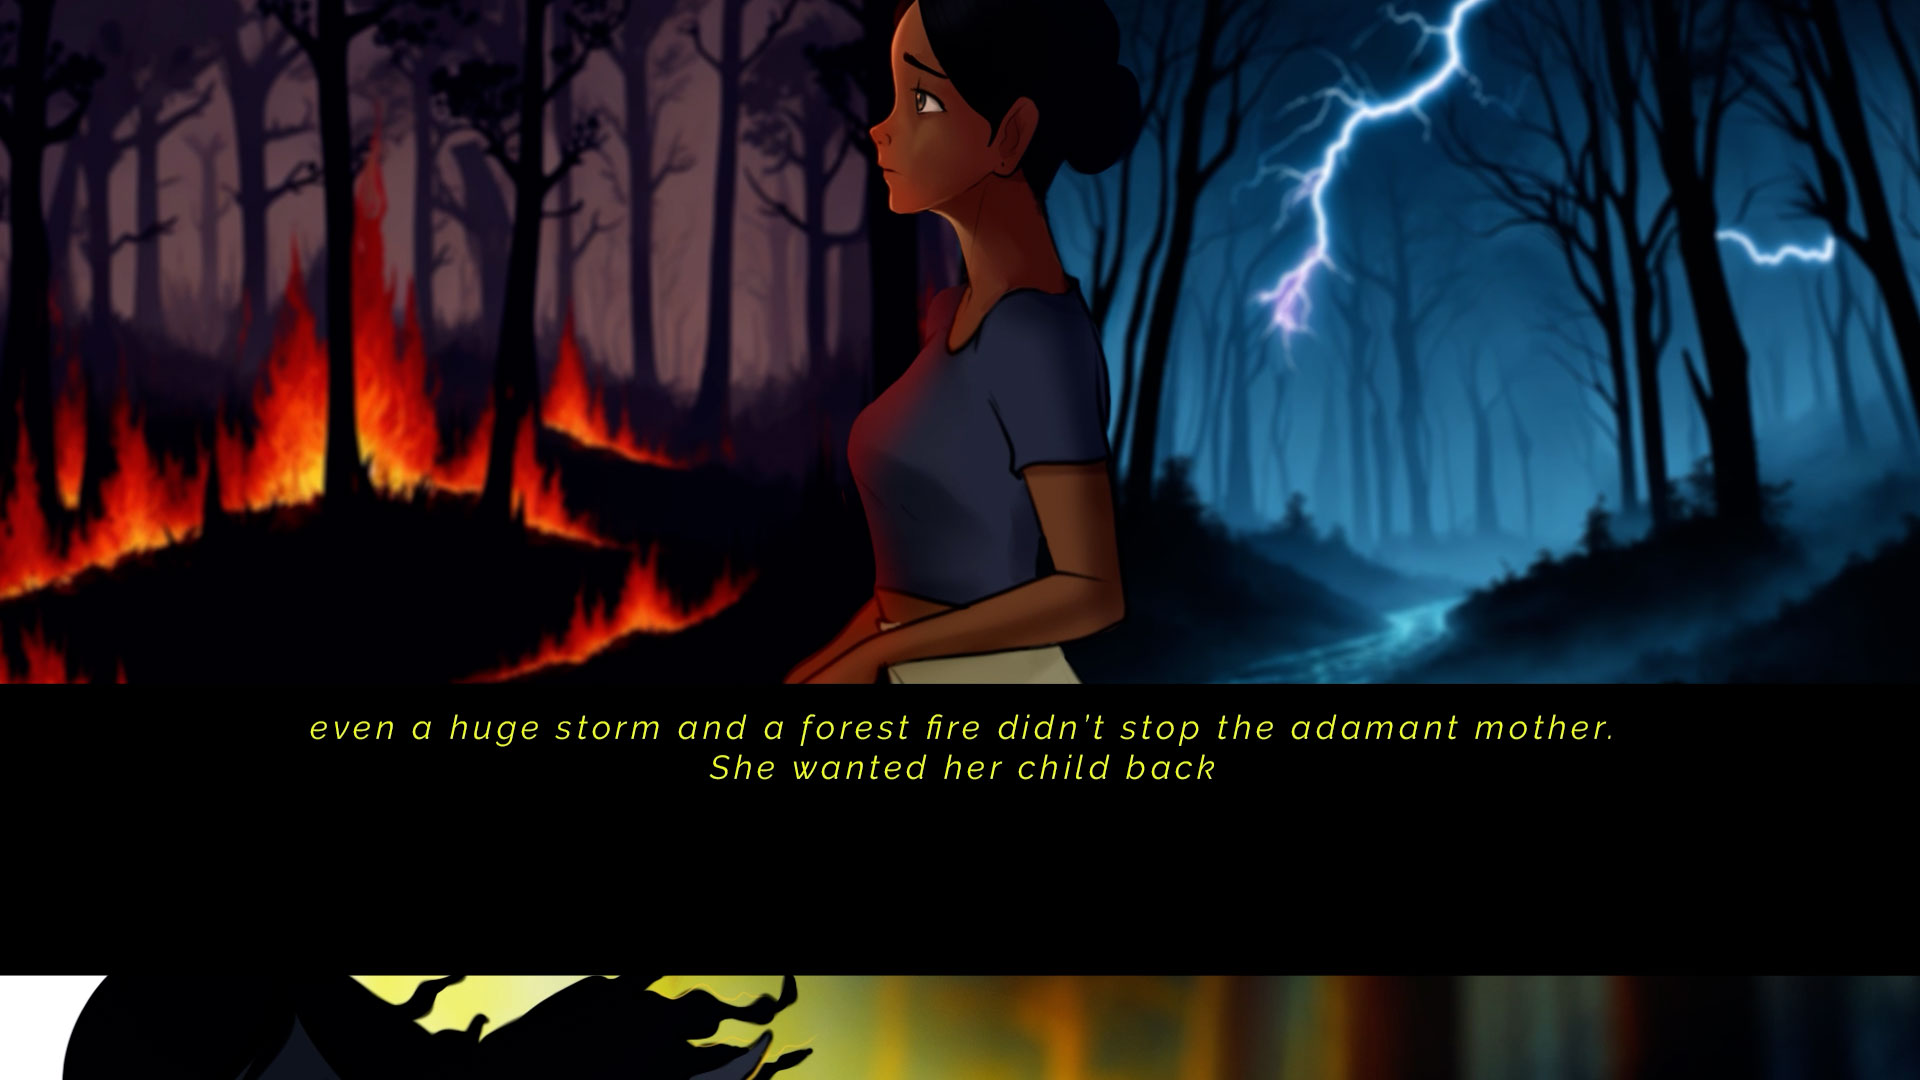 even a huge storm and a forest fire didn't stop the adamant mother.
She wanted her child back